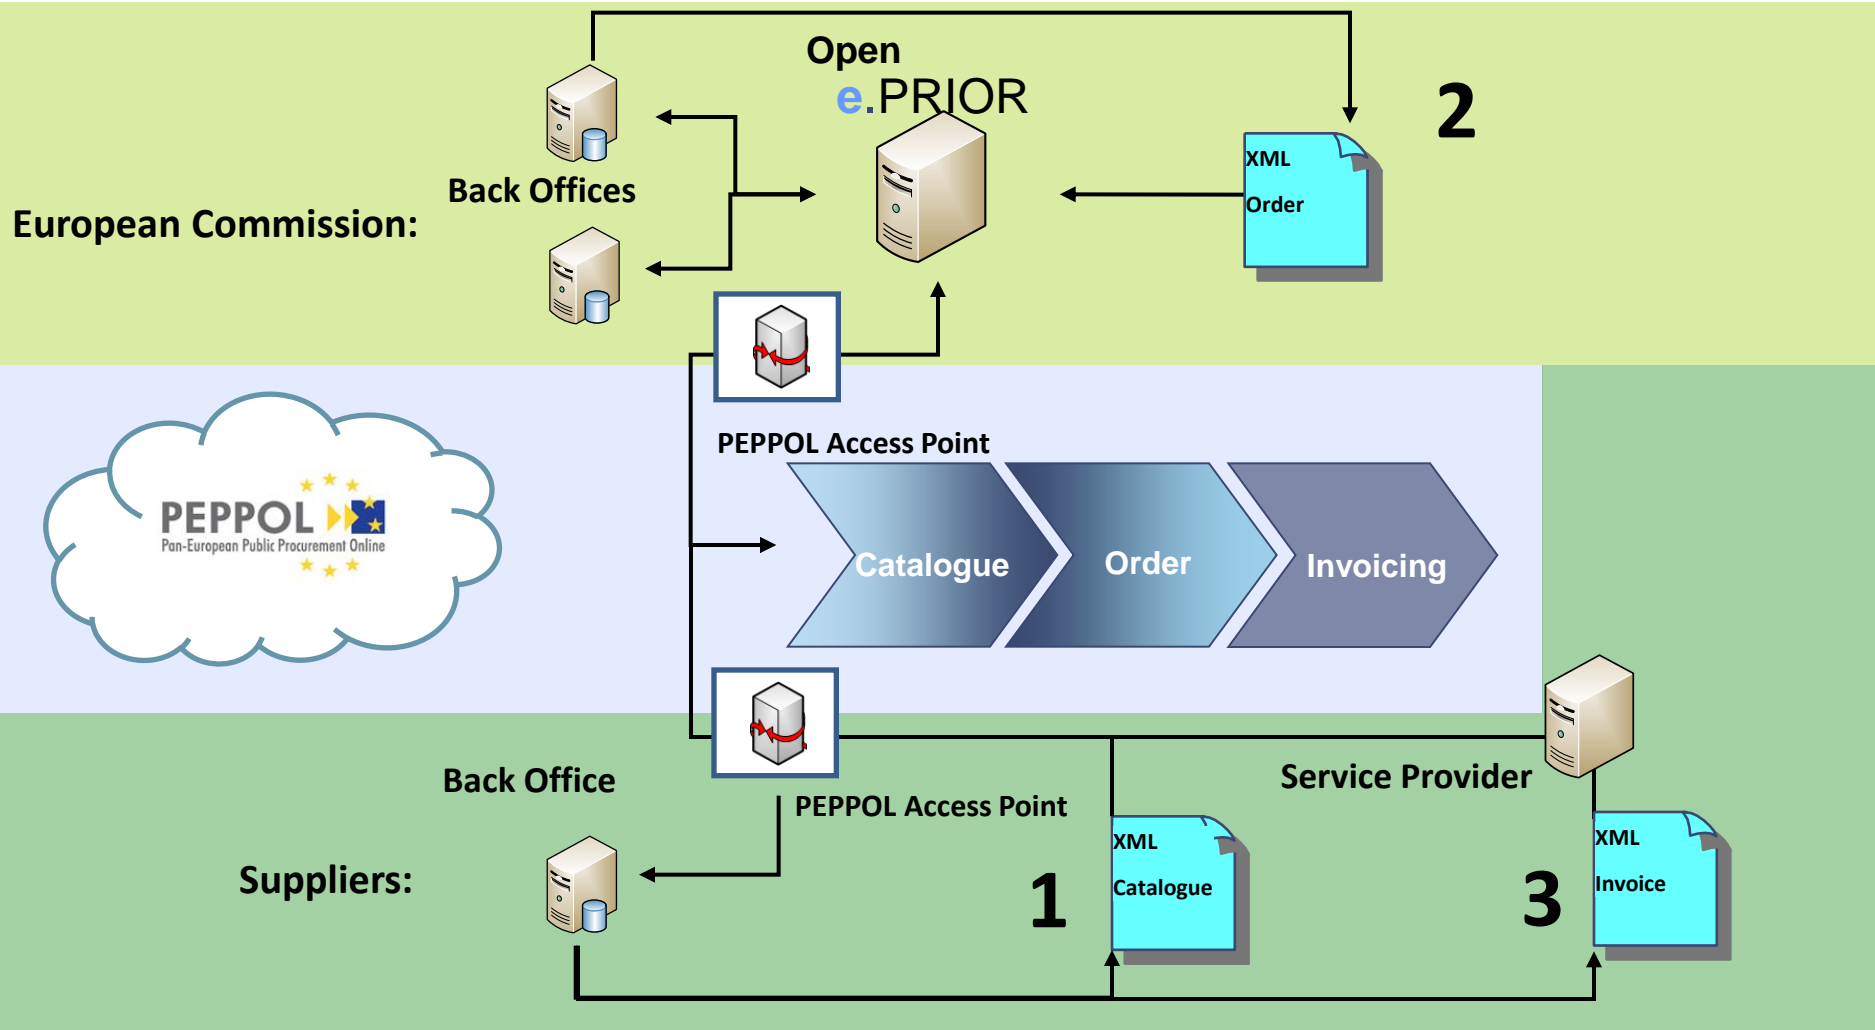 Open
e.PRIOR
2
XML
Order
Back Offices
European Commission:
PEPPOL Access Point
PEPPOL
Pan-European Public Procurement Online
Catalogue
Order
Invoicing
Back Office
Service Provider
PEPPOL Access Point
XML
Catalogue
XML
Invoice
Suppliers:
1
3